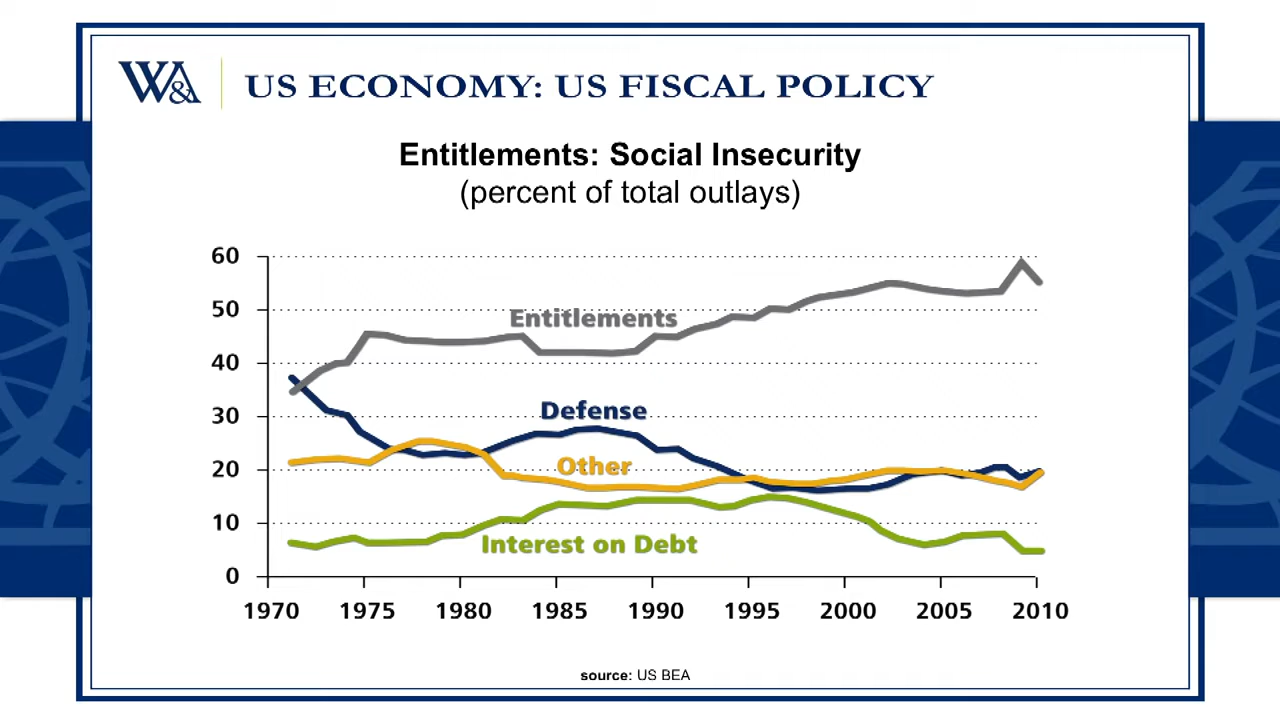 W&
US ECONOMY: US FISCAL POLICY
Entitlements: Social Insecurity
(percent of total outlays)
60
50
40
30
20
10
0
Entitlements
Defense
Other
Interest on Debt
1970 1975 1980 1985 1990 1995 2000 2005 2010
source: US BEA